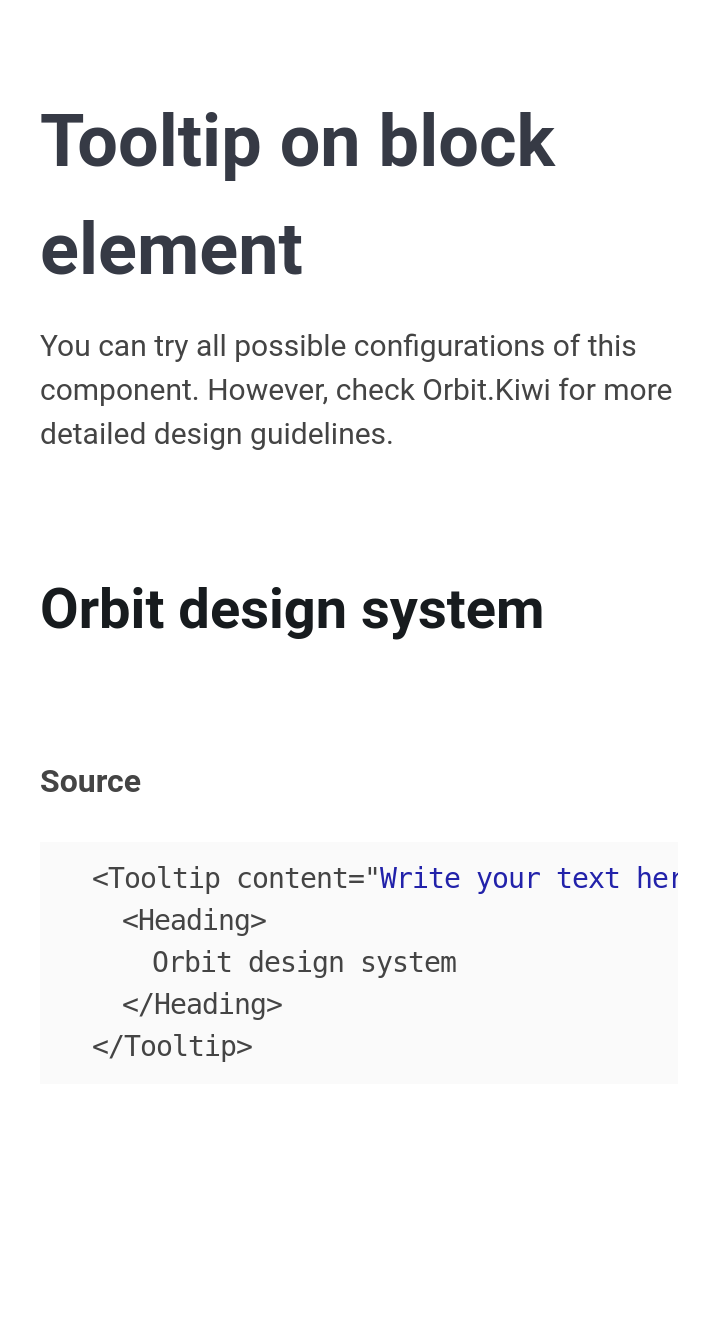 Tooltip on block
element
You can try all possible configurations of this
component. However, check Orbit.Kiwi for more
detailed design guidelines.
Orbit design system
Source
<Tooltip content="Write your text her
<Heading>
Orbit design system
</Heading>
</Tooltip>